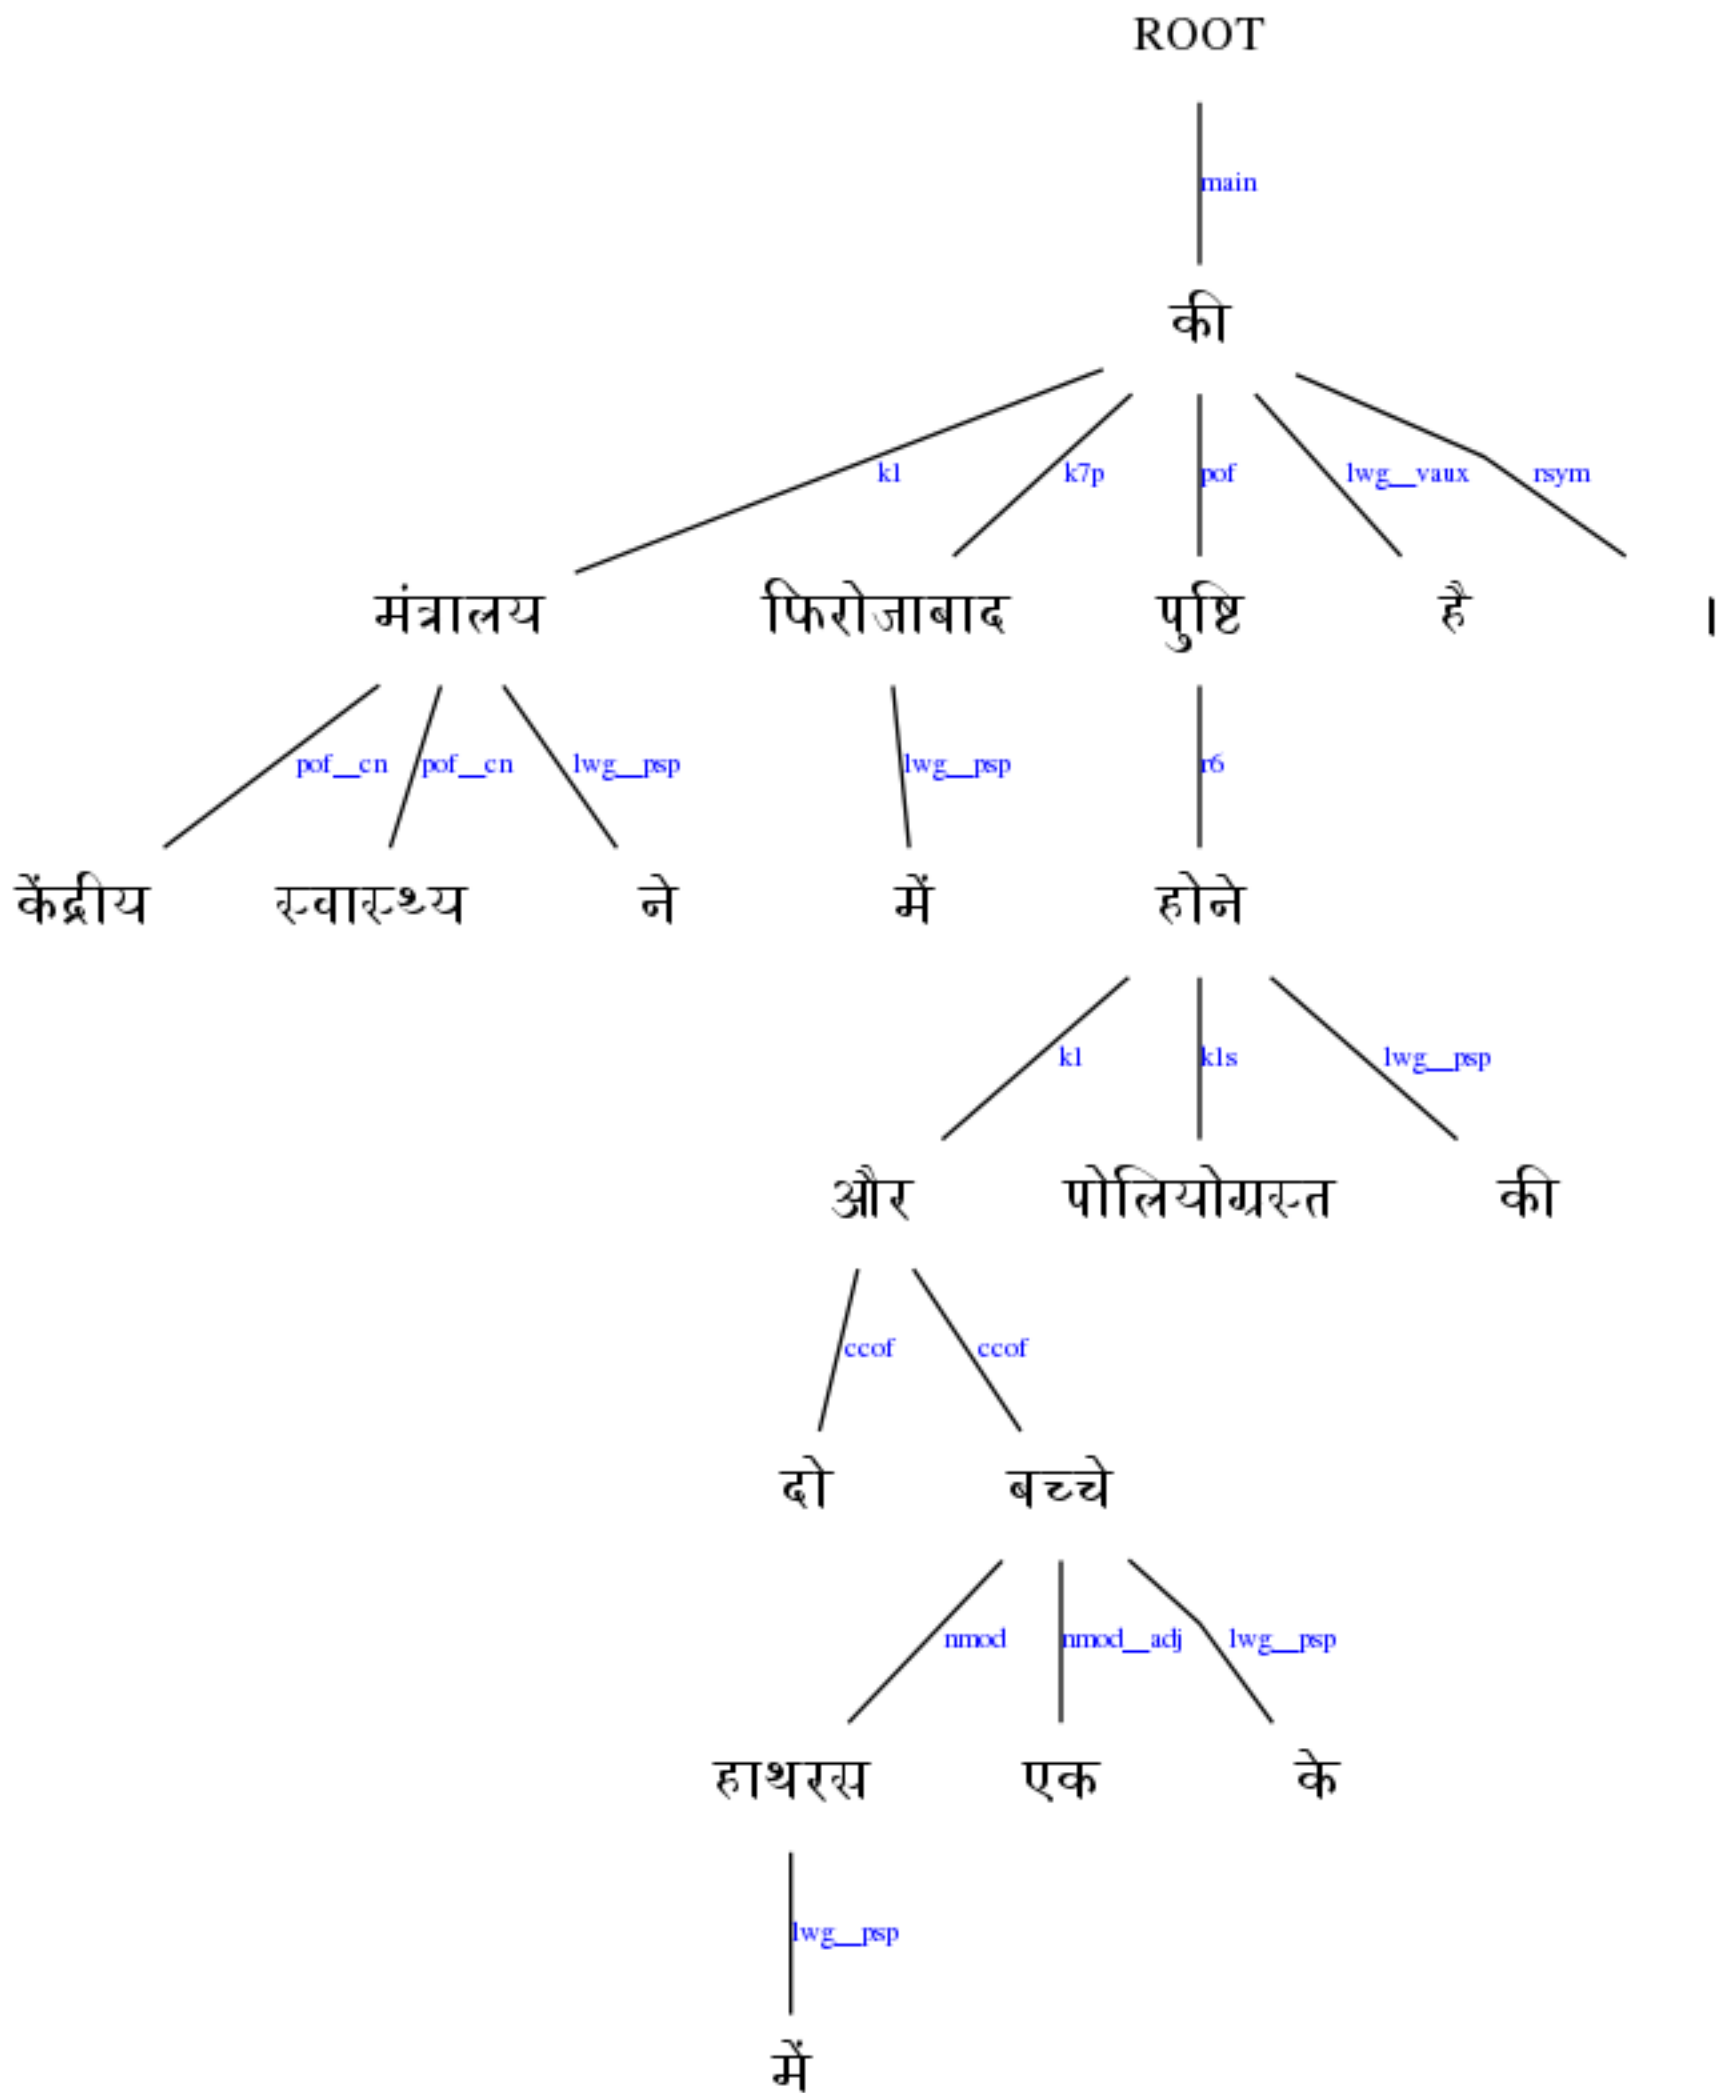 ROOT
main
की
k1 k7p pof lwg__vaux rsym
मंत्रालय फिरोजाबाद पुष्टि है ।
pof__cn pof__cn lwg__psp lwg__psp r6
केंद्रीय स्वास्थ्य ने में होने
k1 k1s lwg__psp
और पोलियोग्रस्त की
ccof ccof
दो बच्चे
nmod nmod__adj lwg__psp
हाथरस एक के
lwg__psp
में